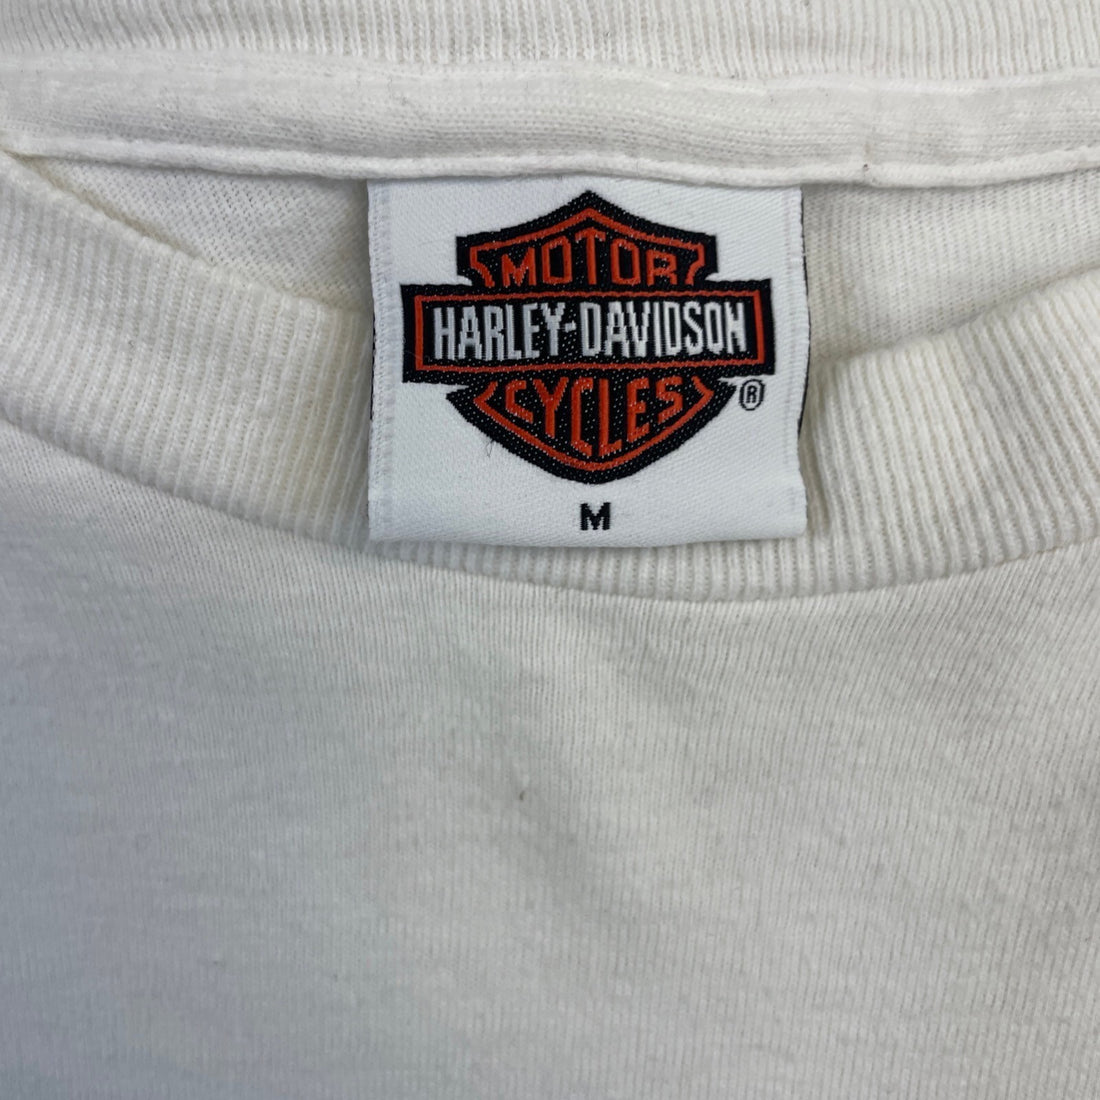 MOTOR
HARLEY-DAVIDSON
CYCLES
®
M